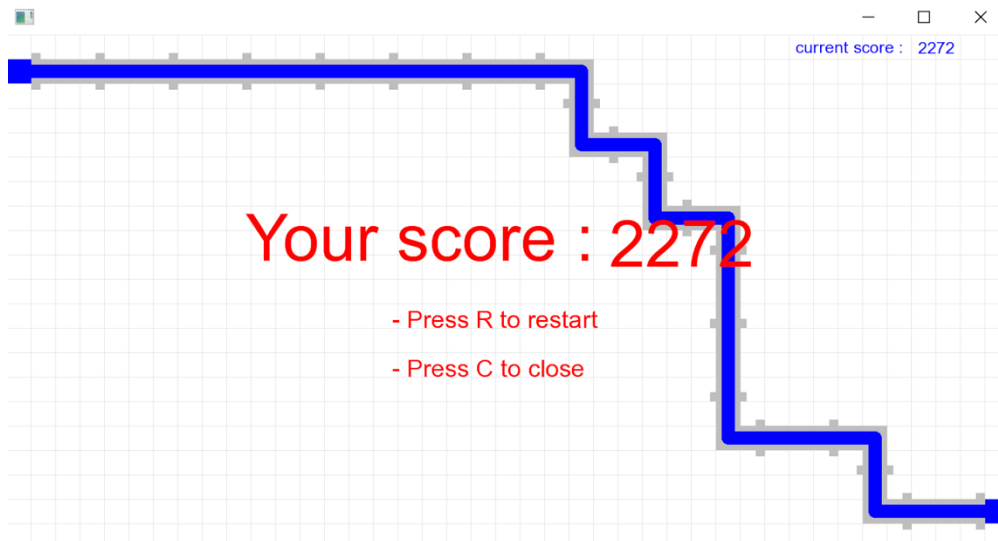 current score : 2272
Your score : 2272
- Press R to restart
- Press C to close